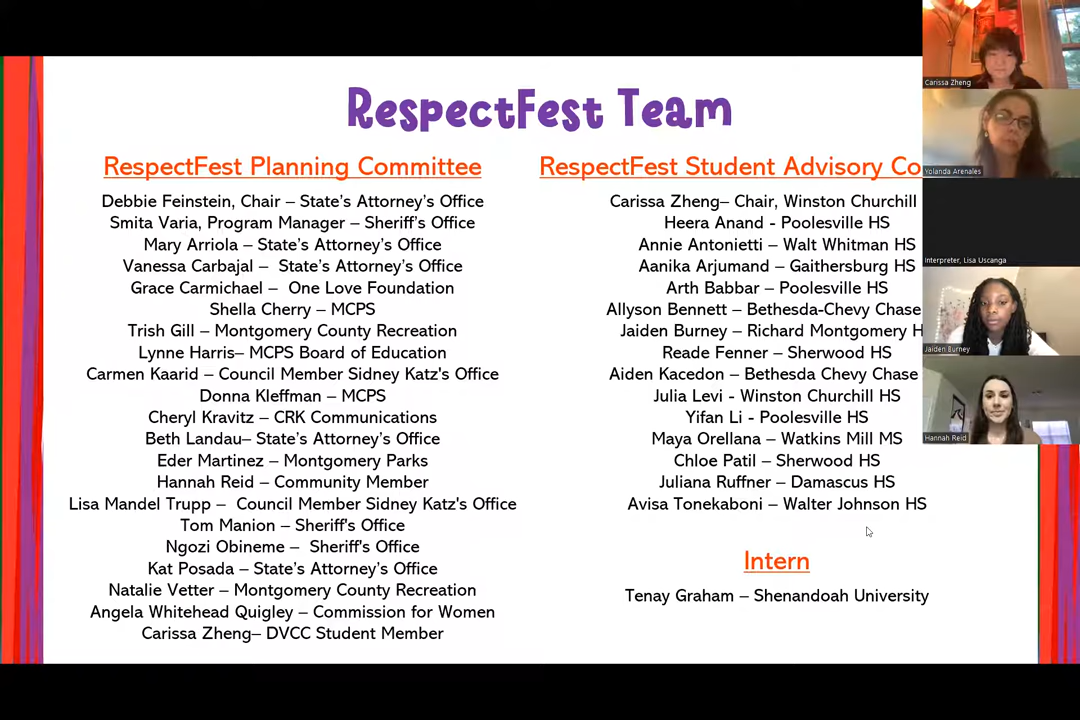 RespectFest Team
RespectFest Planning Committee
Debbie Feinstein, Chair – State's Attorney's Office
Smita Varia, Program Manager – Sheriff's Office
Mary Arriola – State's Attorney's Office
Vanessa Carbajal – State's Attorney's Office
Grace Carmichael – One Love Foundation
Shella Cherry – MCPS
Trish Gill – Montgomery County Recreation
Lynne Harris– MCPS Board of Education
Carmen Kaarid – Council Member Sidney Katz's Office
Donna Kleffman – MCPS
Cheryl Kravitz – CRK Communications
Beth Landau– State's Attorney's Office
Eder Martinez – Montgomery Parks
Hannah Reid – Community Member
Lisa Mandel Trupp – Council Member Sidney Katz's Office
Tom Manion – Sheriff's Office
Ngozi Obineme – Sheriff's Office
Kat Posada – State's Attorney's Office
Natalie Vetter – Montgomery County Recreation
Angela Whitehead Quigley – Commission for Women
Carissa Zheng– DVCC Student Member
RespectFest Student Advisory Co
Carissa Zheng– Chair, Winston Churchill
Heera Anand - Poolesville HS
Annie Antonietti – Walt Whitman HS
Aanika Arjumand – Gaithersburg HS
Arth Babbar – Poolesville HS
Allyson Bennett – Bethesda-Chevy Chase
Jaiden Burney – Richard Montgomery H
Reade Fenner – Sherwood HS
Aiden Kacedon – Bethesda Chevy Chase
Julia Levi - Winston Churchill HS
Yifan Li - Poolesville HS
Maya Orellana – Watkins Mill MS
Chloe Patil – Sherwood HS
Juliana Ruffner – Damascus HS
Avisa Tonekaboni – Walter Johnson HS
Intern
Tenay Graham – Shenandoah University
Carissa Zheng
Yolanda Arenales
Interpreter, Lisa Uscanga
Jaiden Burney
Hannah Reid